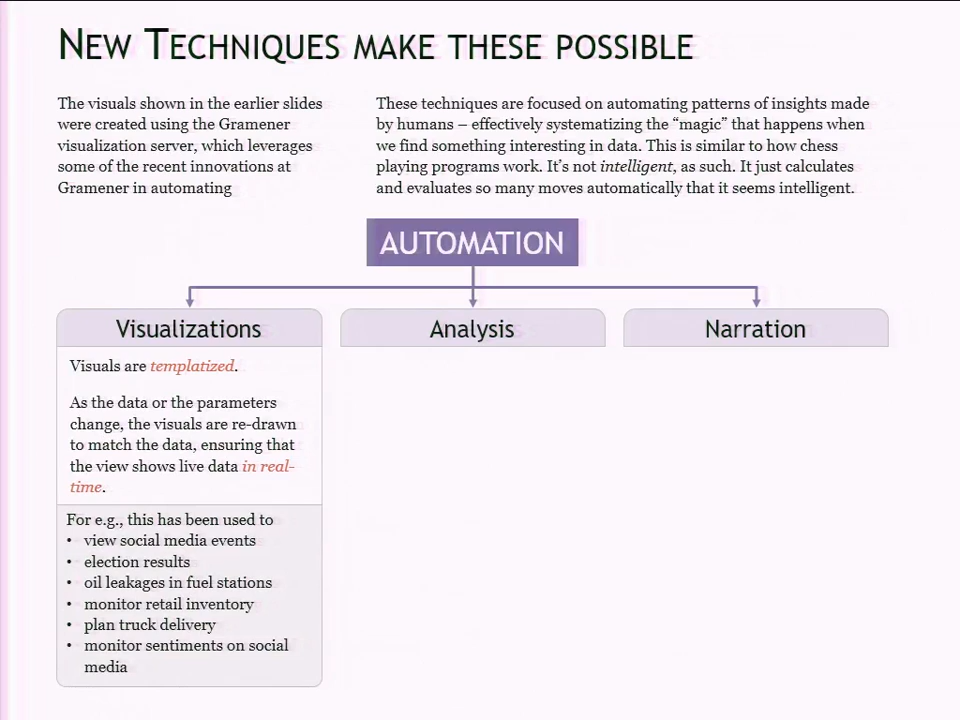 NEW TECHNIQUES MAKE THESE POSSIBLE
The visuals shown in the earlier slides
were created using the Gramener
visualization server, which leverages
some of the recent innovations at
Gramener in automating
These techniques are focused on automating patterns of insights made
by humans – effectively systematizing the “magic” that happens when
we find something interesting in data. This is similar to how chess
playing programs work. It’s not intelligent, as such. It just calculates
and evaluates so many moves automatically that it seems intelligent.
AUTOMATION
Visualizations
Analysis
Narration
Visuals are templatized.
As the data or the parameters
change, the visuals are re-drawn
to match the data, ensuring that
the view shows live data in real-
time.
For e.g., this has been used to
• view social media events
• election results
• oil leakages in fuel stations
• monitor retail inventory
• plan truck delivery
• monitor sentiments on social
media